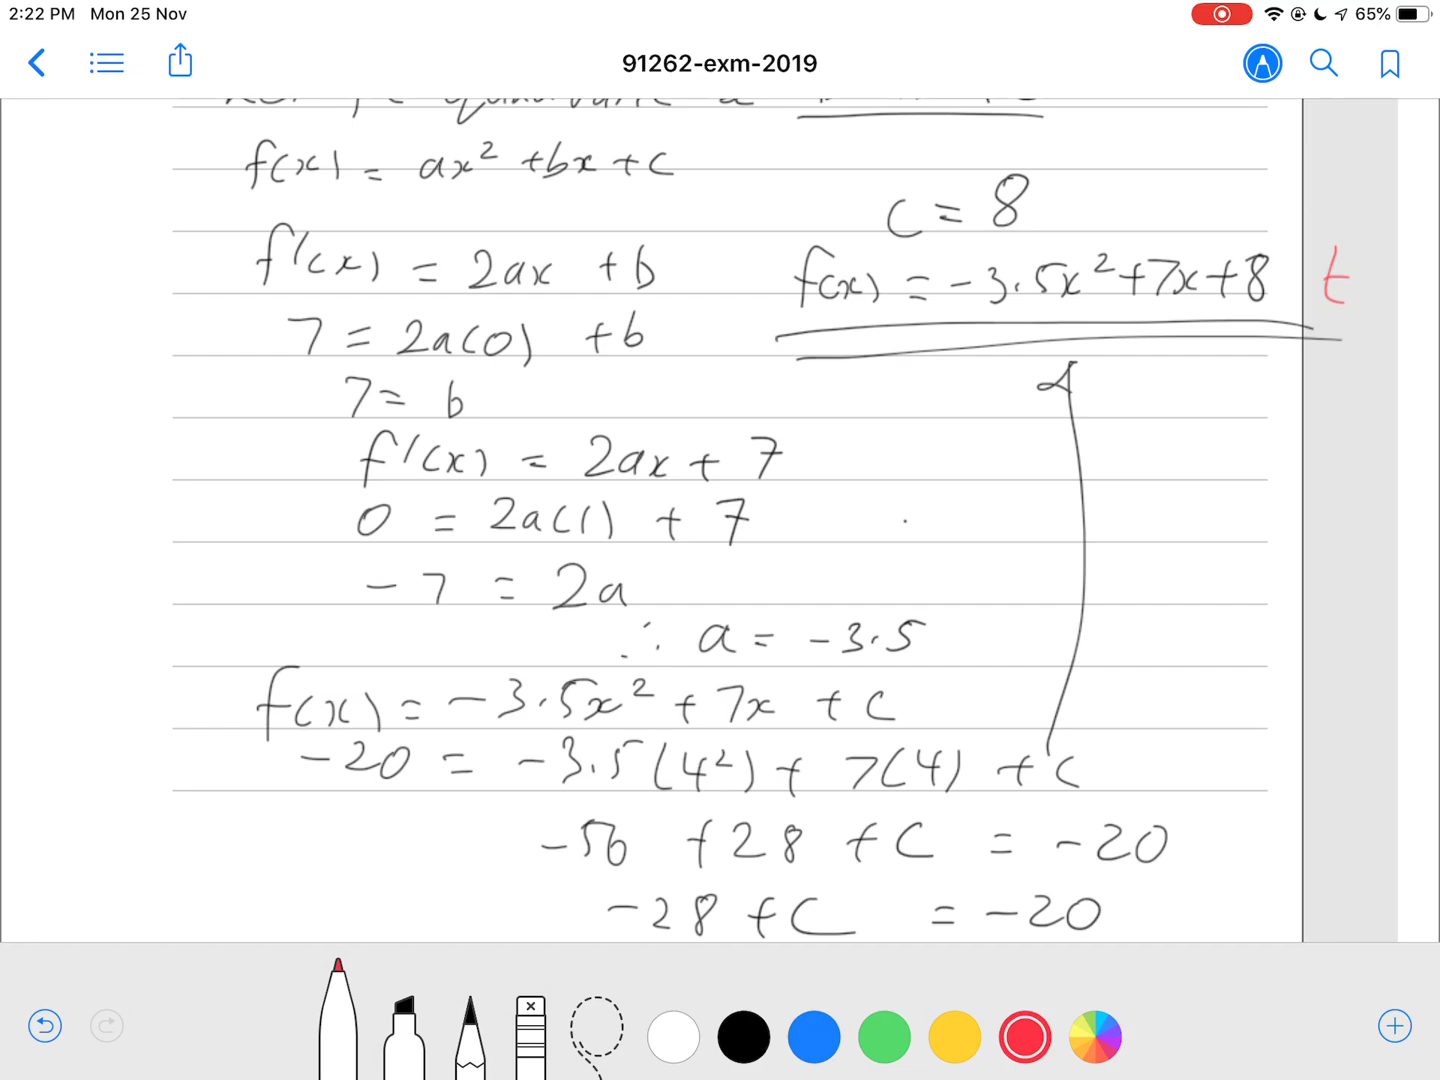 2:22 PM Mon 25 Nov
65%
91262-exm-2019
f(x) = ax² + bx + c
f'(x) = 2ax + b
7 = 2a(0) + b
7 = b
f'(x) = 2ax + 7
0 = 2a(1) + 7
-7 = 2a
∴ a = -3.5
f(x) = -3.5x² + 7x + c
-20 = -3.5(4²) + 7(4) + c
-56 + 28 + C = -20
-28 + C = -20
c = 8
f(x) = -3.5x² + 7x + 8
t